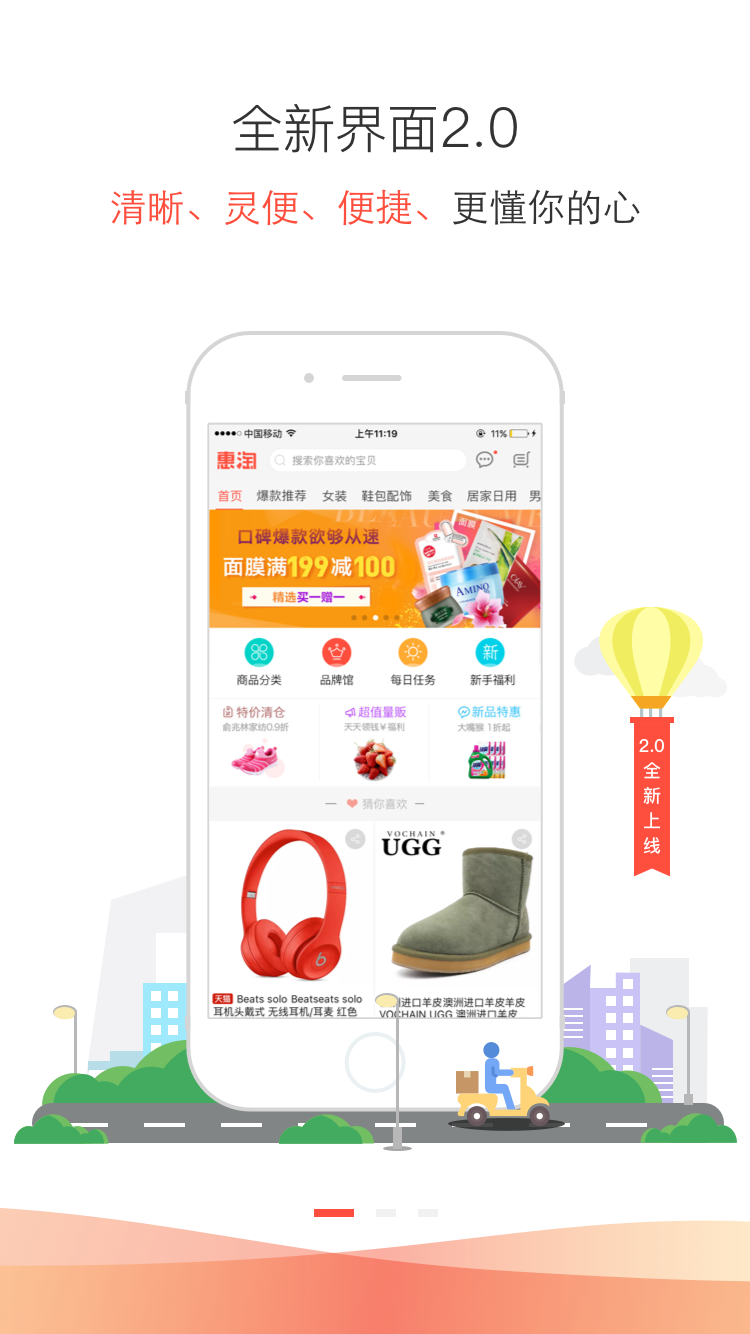 全新界面2.0
清晰、灵便、便捷、更懂你的心
中国移动
上午11:19
11%
惠淘
搜索你喜欢的宝贝
首页 爆款推荐 女装 鞋包配饰 美食 居家日用 男
口碑爆款欲够从速
面膜满199减100
精选买一赠一
面膜
AMINO
OLAY
商品分类 品牌馆 每日任务 新手福利
新
特价清仓 超值量贩 新品特惠
俞兆林家纺0.9折 天天领钱￥福利 大嘴猴 1折起
猜你喜欢
VOCHAIN ®
UGG
天猫 Beats solo Beatseats solo
耳机头戴式 无线耳机/耳麦 红色
进口羊皮澳洲进口羊皮羊皮
VOCHAIN UGG 澳洲进口羊皮
2.0
全
新
上
线